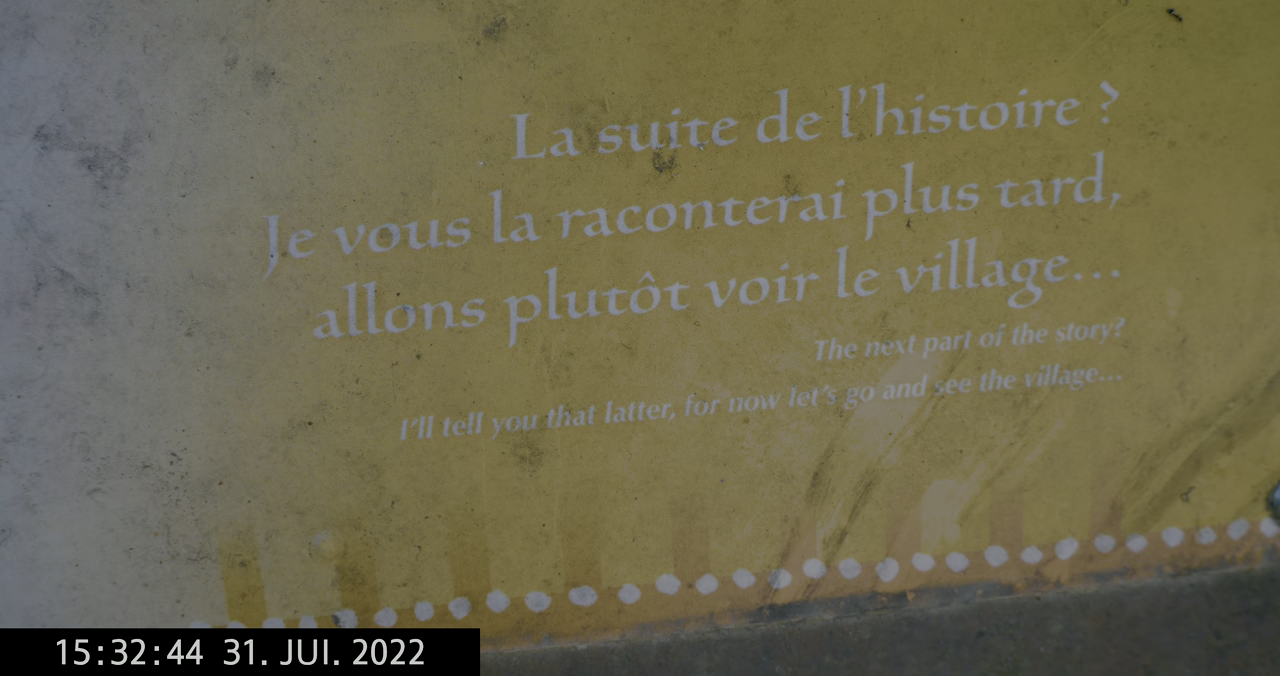 La suite de l'histoire ?
Je vous la raconterai plus tard,
allons plutôt voir le village...
The next part of the story?
I'll tell you that latter, for now let's go and see the village...
15:32:44 31. JUI. 2022